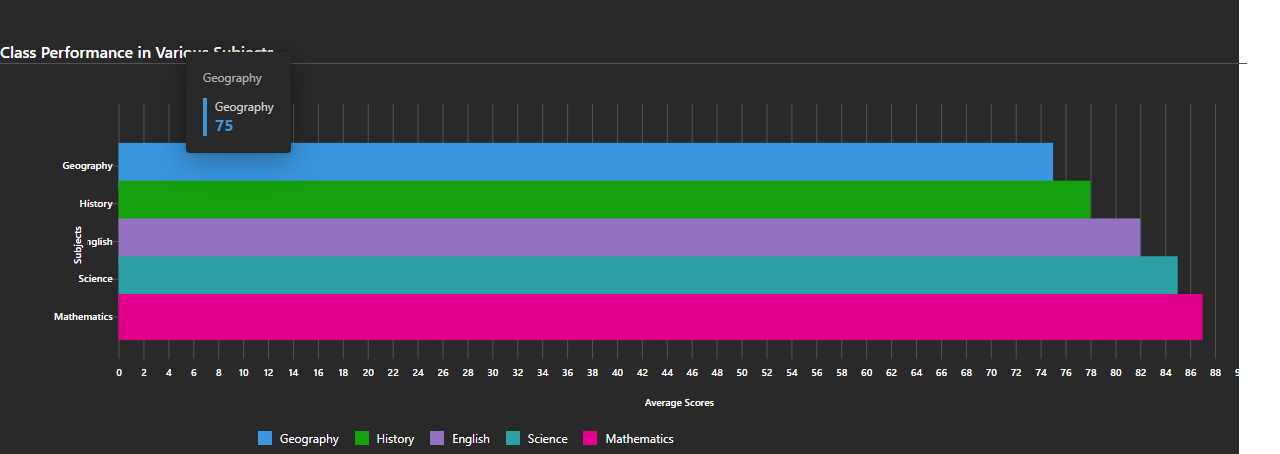 Class Performance in Various Subjects
Geography
Geography
75
Geography
History
nglish
Science
Mathematics
Subjects
0 2 4 6 8 10 12 14 16 18 20 22 24 26 28 30 32 34 36 38 40 42 44 46 48 50 52 54 56 58 60 62 64 66 68 70 72 74 76 78 80 82 84 86 88
Average Scores
Geography History English Science Mathematics